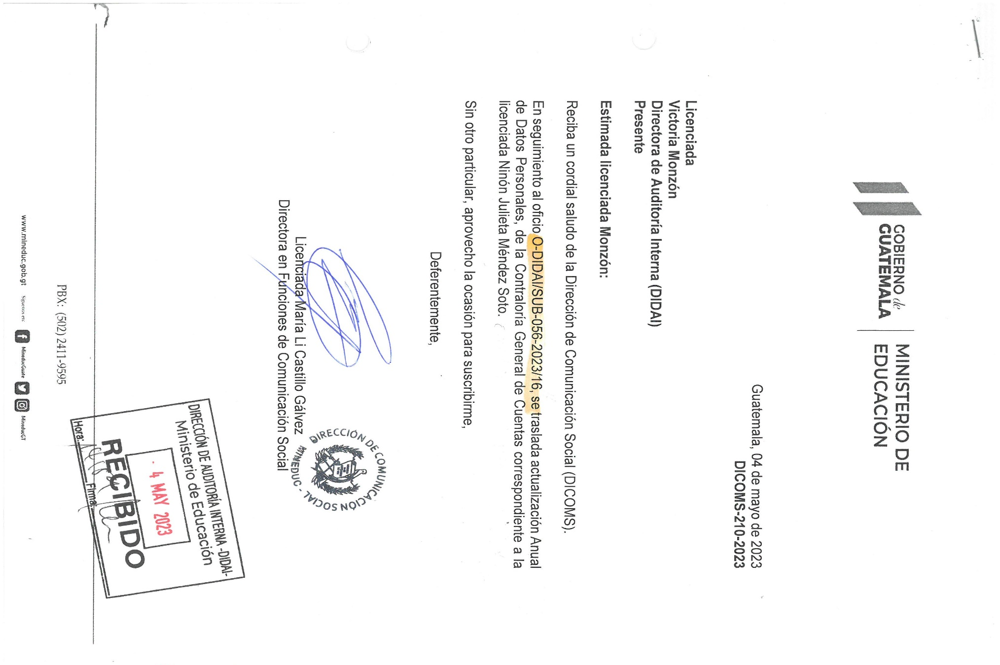 GOBIERNO de
GUATEMALA
MINISTERIO DE
EDUCACIÓN
Guatemala, 04 de mayo de 2023
DICOMS-210-2023
Licenciada
Victoria Monzón
Directora de Auditoría Interna (DIDAI)
Presente
Estimada licenciada Monzón:
Reciba un cordial saludo de la Dirección de Comunicación Social (DICOMS).
En seguimiento al oficio O-DIDAI/SUB-056-2023/16, se traslada actualización Anual
de Datos Personales, de la Contraloría General de Cuentas correspondiente a la
licenciada Ninón Julieta Méndez Soto.
Sin otro particular, aprovecho la ocasión para suscribirme,
Deferentemente,
Licenciada María Li Castillo Gálvez
Directora en Funciones de Comunicación Social
DIRECCIÓN DE COMUNICACIÓN SOCIAL
MINEDUC -
DIRECCIÓN DE AUDITORÍA INTERNA -DIDAI-
Ministerio de Educación
4 MAY 2023
RECIBIDO
Hora: Firma:
PBX: (502) 2411-9595
www.mineduc.gob.gt Síguenos en: MineducGuate MineducGT